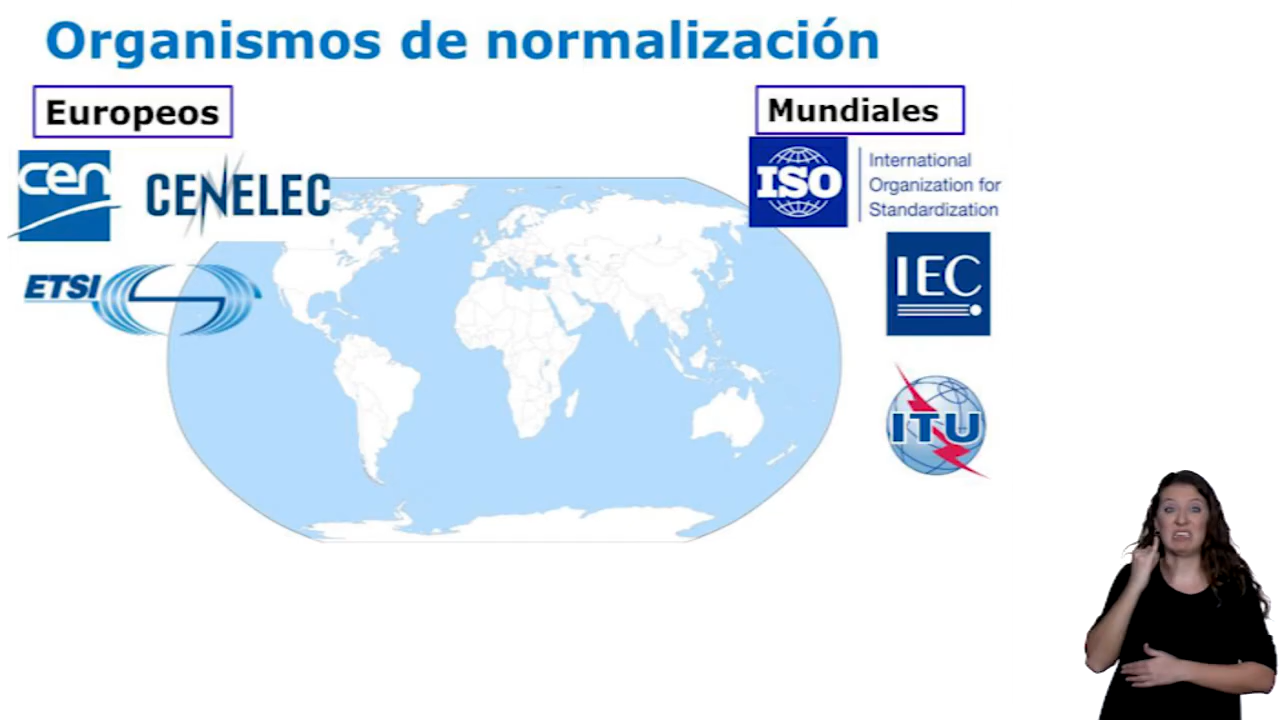 Organismos de normalización
Europeos
cen
CENELEC
ETSI
Mundiales
ISO
International
Organization for
Standardization
IEC
ITU